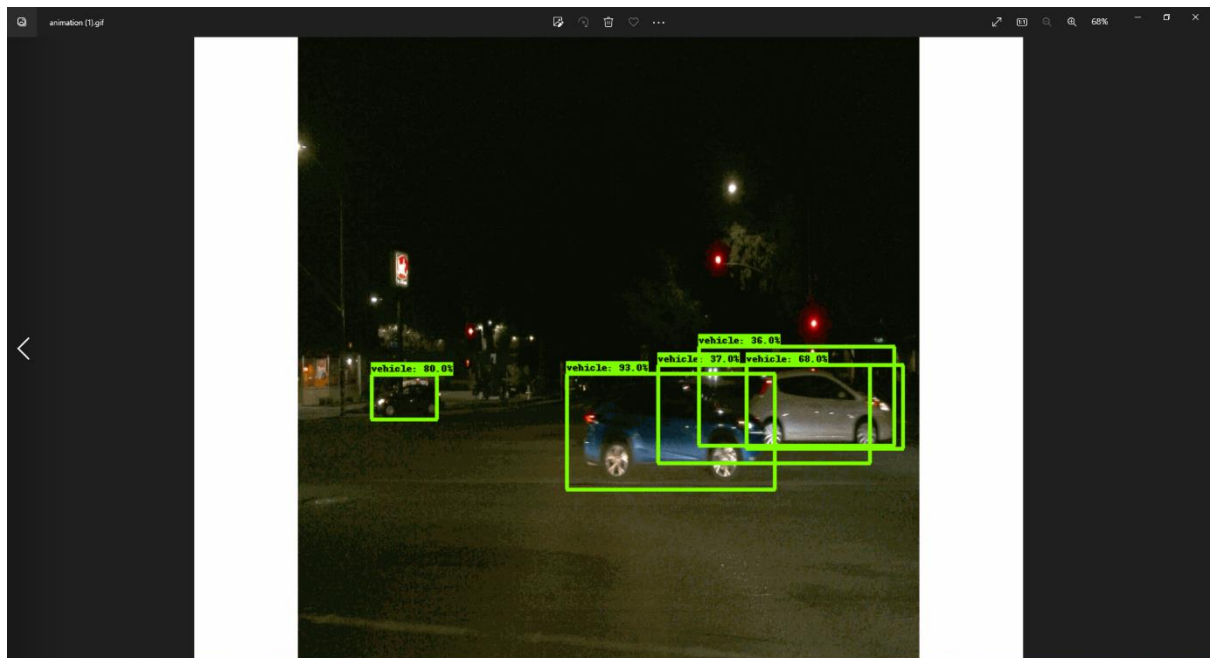 animation (1).gif
68%
vehicle: 36.0%
vehicle: 37.0%
vehicle: 68.0%
vehicle: 80.0%
vehicle: 93.0%